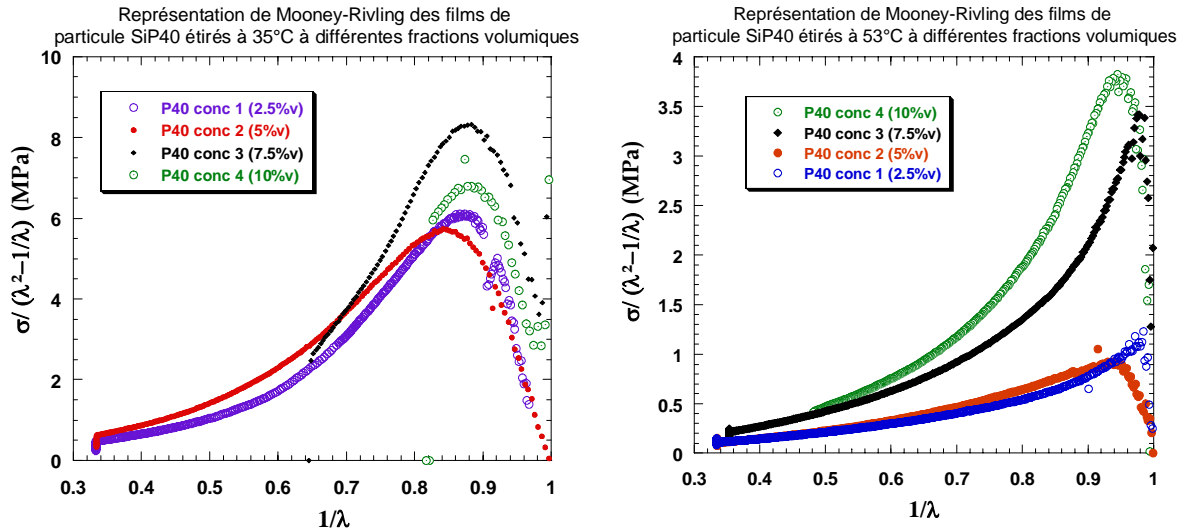 Représentation de Mooney-Rivling des films de
particule SiP40 étirés à 35°C à différentes fractions volumiques
10
8
6
4
2
0
0.3 0.4 0.5 0.6 0.7 0.8 0.9 1
σ/ (λ²−1/λ) (MPa)
1/λ
P40 conc 1 (2.5%v)
P40 conc 2 (5%v)
P40 conc 3 (7.5%v)
P40 conc 4 (10%v)
Représentation de Mooney-Rivling des films de
particule SiP40 étirés à 53°C à différentes fractions volumiques
4
3.5
3
2.5
2
1.5
1
0.5
0
0.3 0.4 0.5 0.6 0.7 0.8 0.9 1
σ/ (λ²−1/λ) (MPa)
1/λ
P40 conc 4 (10%v)
P40 conc 3 (7.5%v)
P40 conc 2 (5%v)
P40 conc 1 (2.5%v)